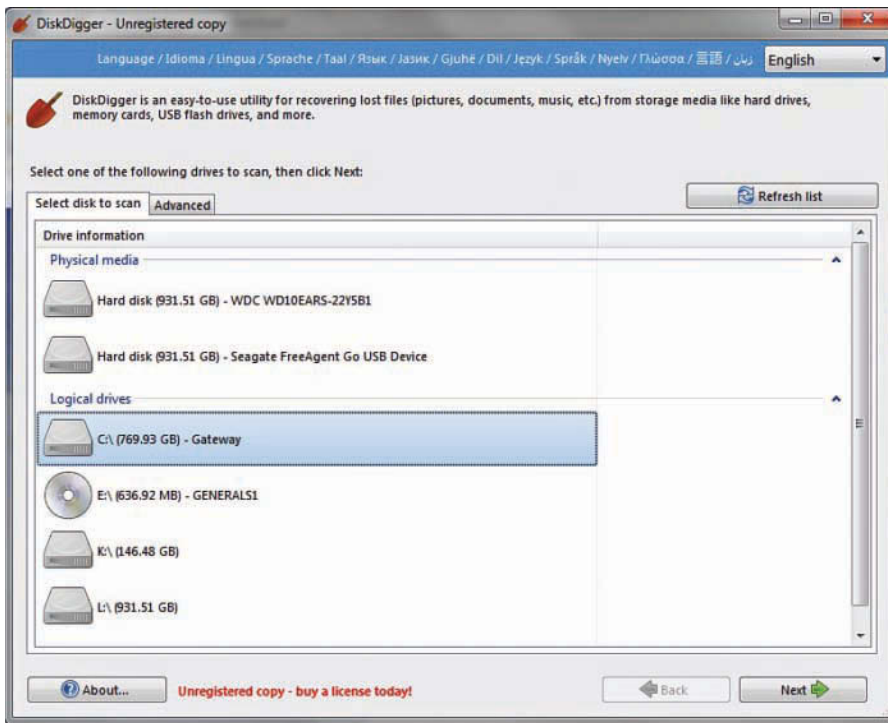 DiskDigger - Unregistered copy
Language / Idioma / Lingua / Sprache / Taal / Язык / Јазик / Gjuhë / Dil / Język / Språk / Nyelv / Γλώσσα / 言語 / زبان
English
DiskDigger is an easy-to-use utility for recovering lost files (pictures, documents, music, etc.) from storage media like hard drives,
memory cards, USB flash drives, and more.
Select one of the following drives to scan, then click Next:
Select disk to scan
Advanced
Refresh list
Drive information
Physical media
Hard disk (931.51 GB) - WDC WD10EARS-22Y5B1
Hard disk (931.51 GB) - Seagate FreeAgent Go USB Device
Logical drives
C:\ (769.93 GB) - Gateway
E:\ (636.92 MB) - GENERALS1
K:\ (146.48 GB)
L:\ (931.51 GB)
About...
Unregistered copy - buy a license today!
Back
Next